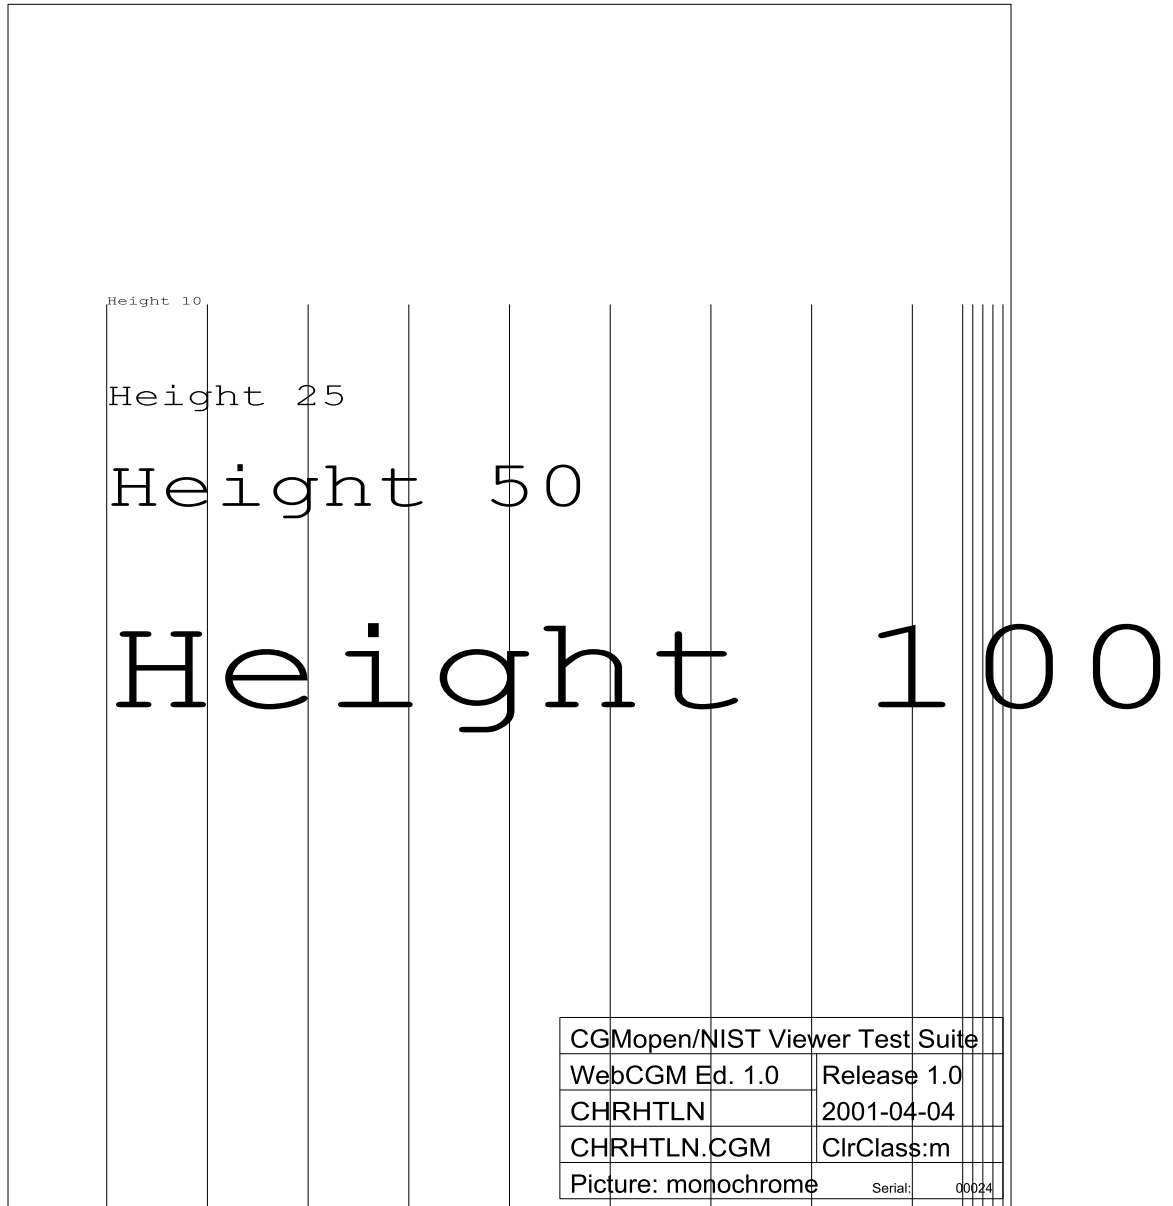 Height 10
Height 25
Height 50
Height 100
CGMopen/NIST Viewer Test Suite
WebCGM Ed. 1.0 Release 1.0
CHRHTLN 2001-04-04
CHRHTLN.CGM ClrClass:m
Picture: monochrome Serial: 00024